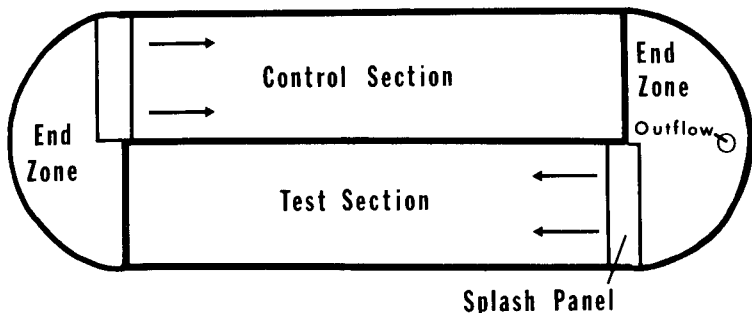 Control Section
End
Zone
Outflow
End
Zone
Test Section
Splash Panel